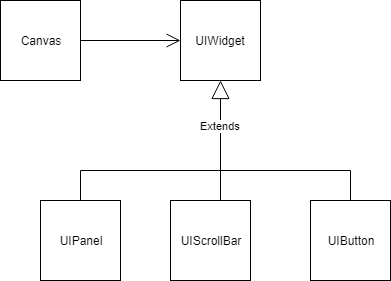 Canvas
UIWidget
Extends
UIPanel
UIScrollBar
UIButton